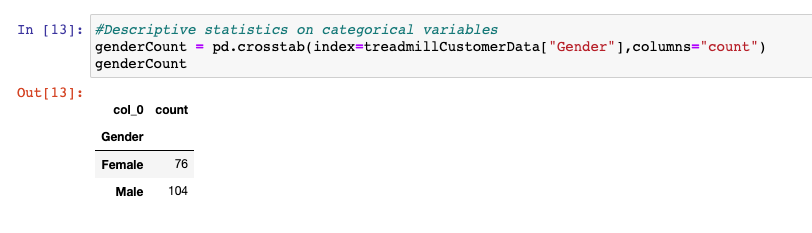 In [13]: #Descriptive statistics on categorical variables
genderCount = pd.crosstab(index=treadmillCustomerData["Gender"],columns="count")
genderCount
Out[13]:
col_0 count
Gender
Female 76
Male 104